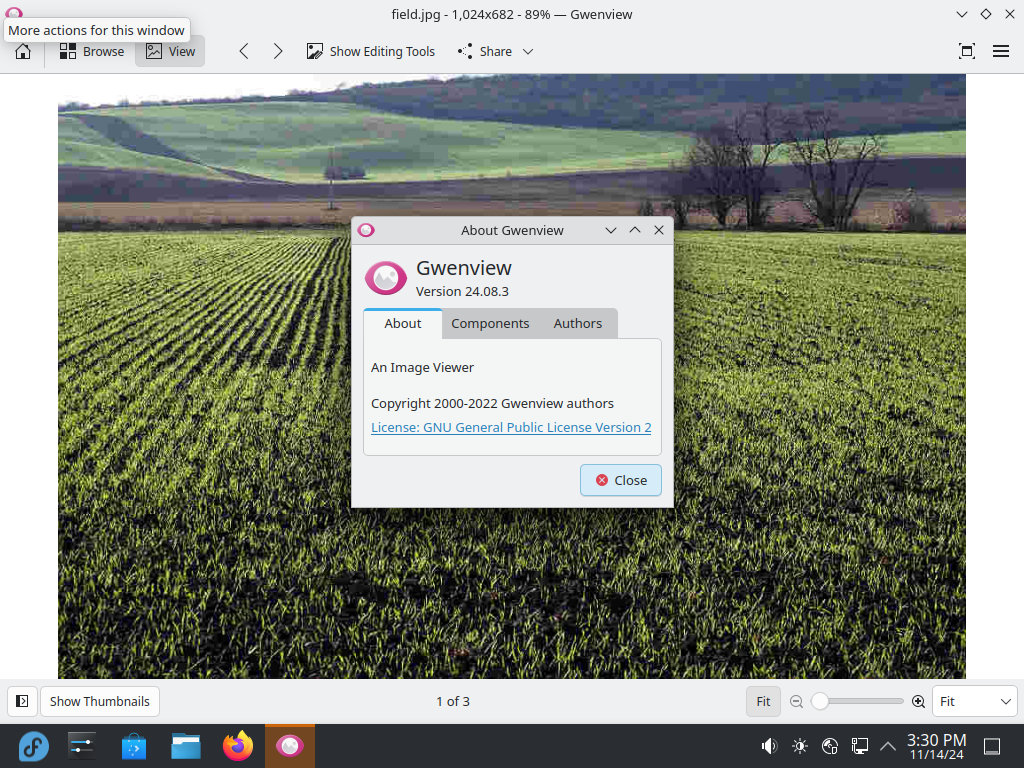 field.jpg - 1,024x682 - 89% — Gwenview
More actions for this window
Browse
View
Show Editing Tools
Share
About Gwenview
Gwenview
Version 24.08.3
About
Components
Authors
An Image Viewer
Copyright 2000-2022 Gwenview authors
License: GNU General Public License Version 2
Close
Show Thumbnails
1 of 3
Fit
Fit
3:30 PM
11/14/24